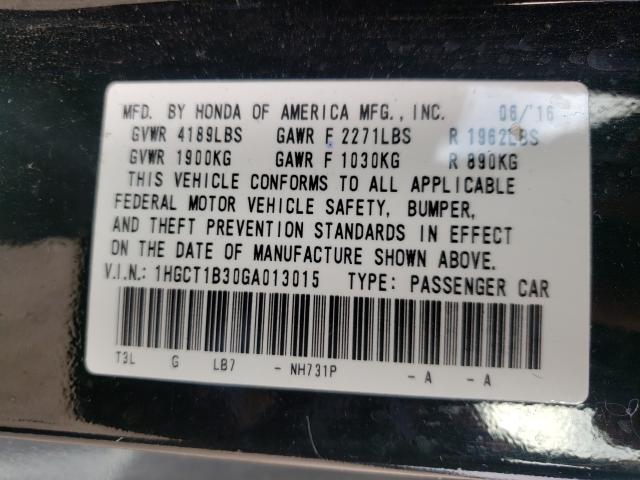 MFD. BY HONDA OF AMERICA MFG., INC. 06/'16
GVWR 4189LBS GAWR F 2271LBS R 1962LBS
GVWR 1900KG GAWR F 1030KG R 890KG
THIS VEHICLE CONFORMS TO ALL APPLICABLE
FEDERAL MOTOR VEHICLE SAFETY, BUMPER,
AND THEFT PREVENTION STANDARDS IN EFFECT
ON THE DATE OF MANUFACTURE SHOWN ABOVE.
V.I.N.: 1HGCT1B30GA013015 TYPE: PASSENGER CAR
T3L G LB7 - NH731P - A - A